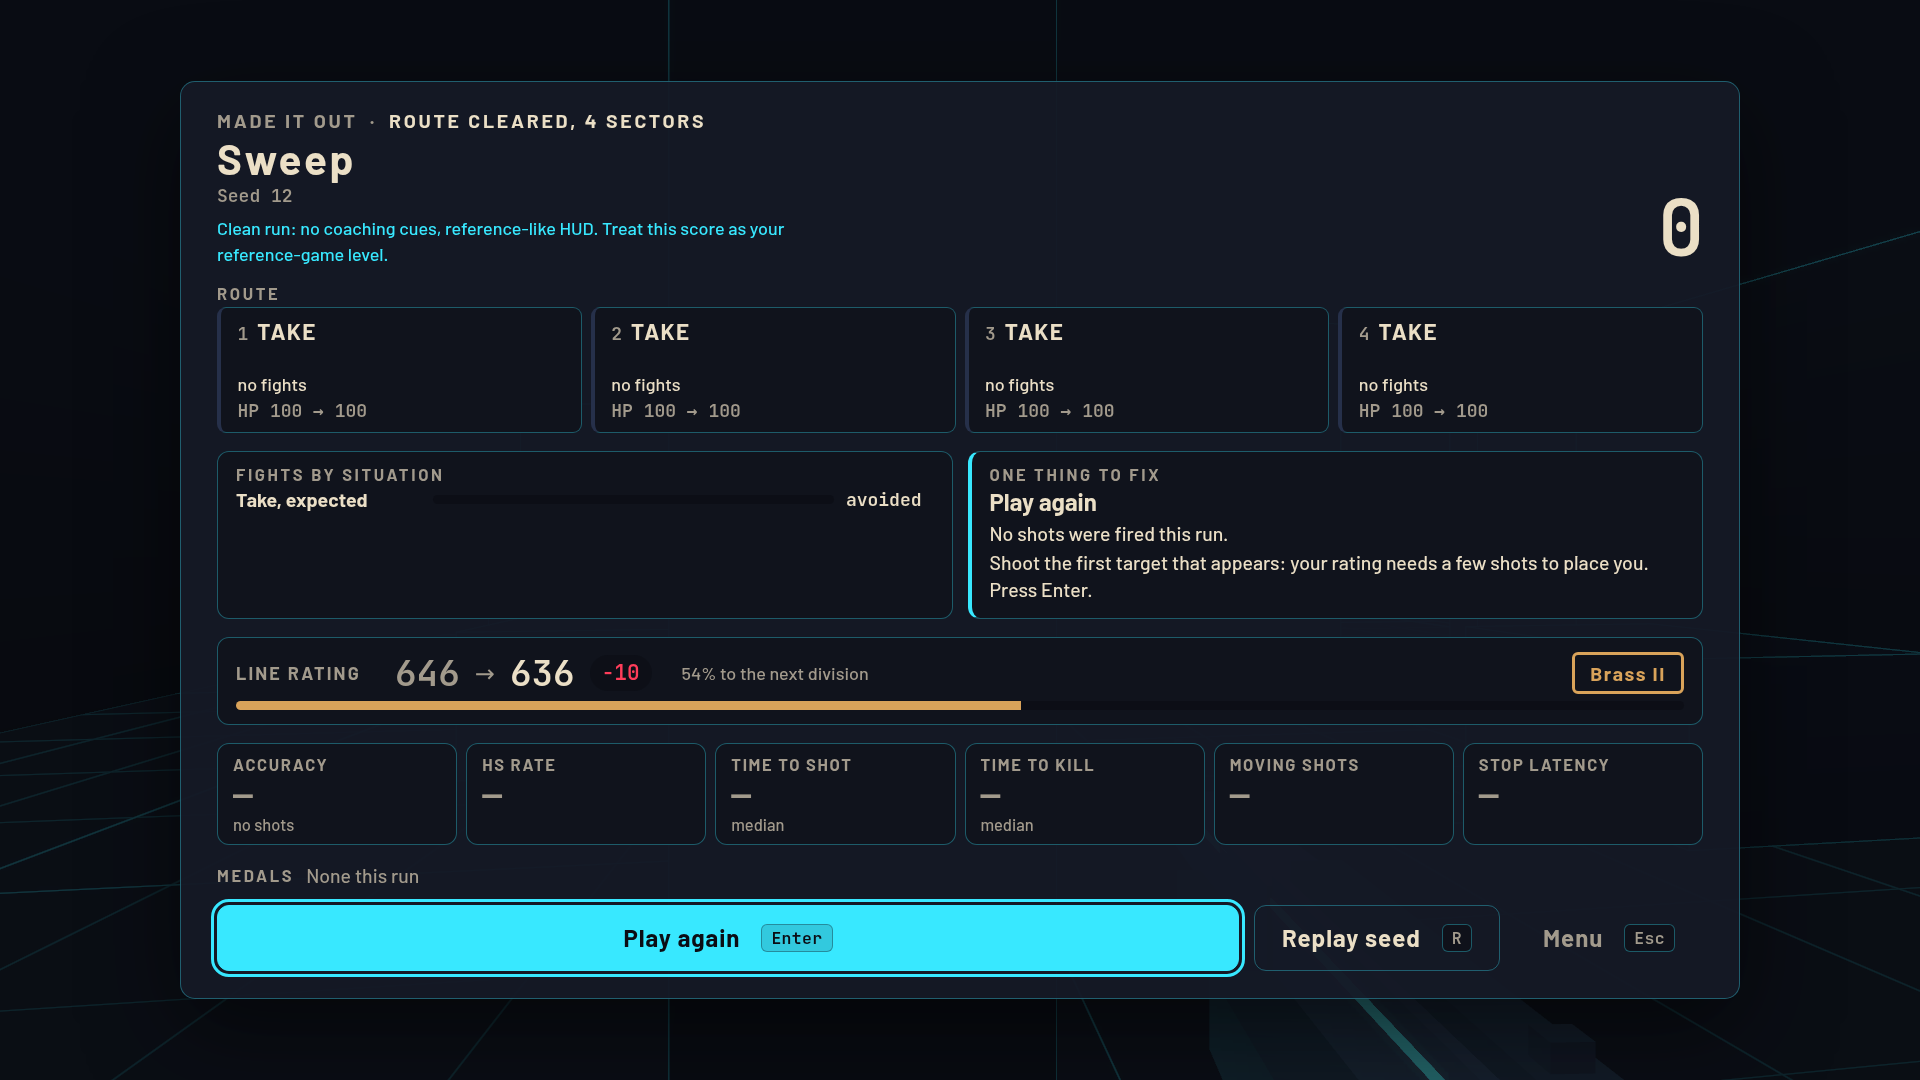 MADE IT OUT · ROUTE CLEARED, 4 SECTORS
Sweep
Seed 12
Clean run: no coaching cues, reference-like HUD. Treat this score as your
reference-game level.
0
ROUTE
1 TAKE
no fights
HP 100 → 100
2 TAKE
no fights
HP 100 → 100
3 TAKE
no fights
HP 100 → 100
4 TAKE
no fights
HP 100 → 100
FIGHTS BY SITUATION
Take, expected avoided
ONE THING TO FIX
Play again
No shots were fired this run.
Shoot the first target that appears: your rating needs a few shots to place you.
Press Enter.
LINE RATING 646 → 636 -10 54% to the next division Brass II
ACCURACY
—
no shots
HS RATE
—
TIME TO SHOT
—
median
TIME TO KILL
—
median
MOVING SHOTS
—
STOP LATENCY
—
MEDALS None this run
Play again Enter
Replay seed R
Menu Esc